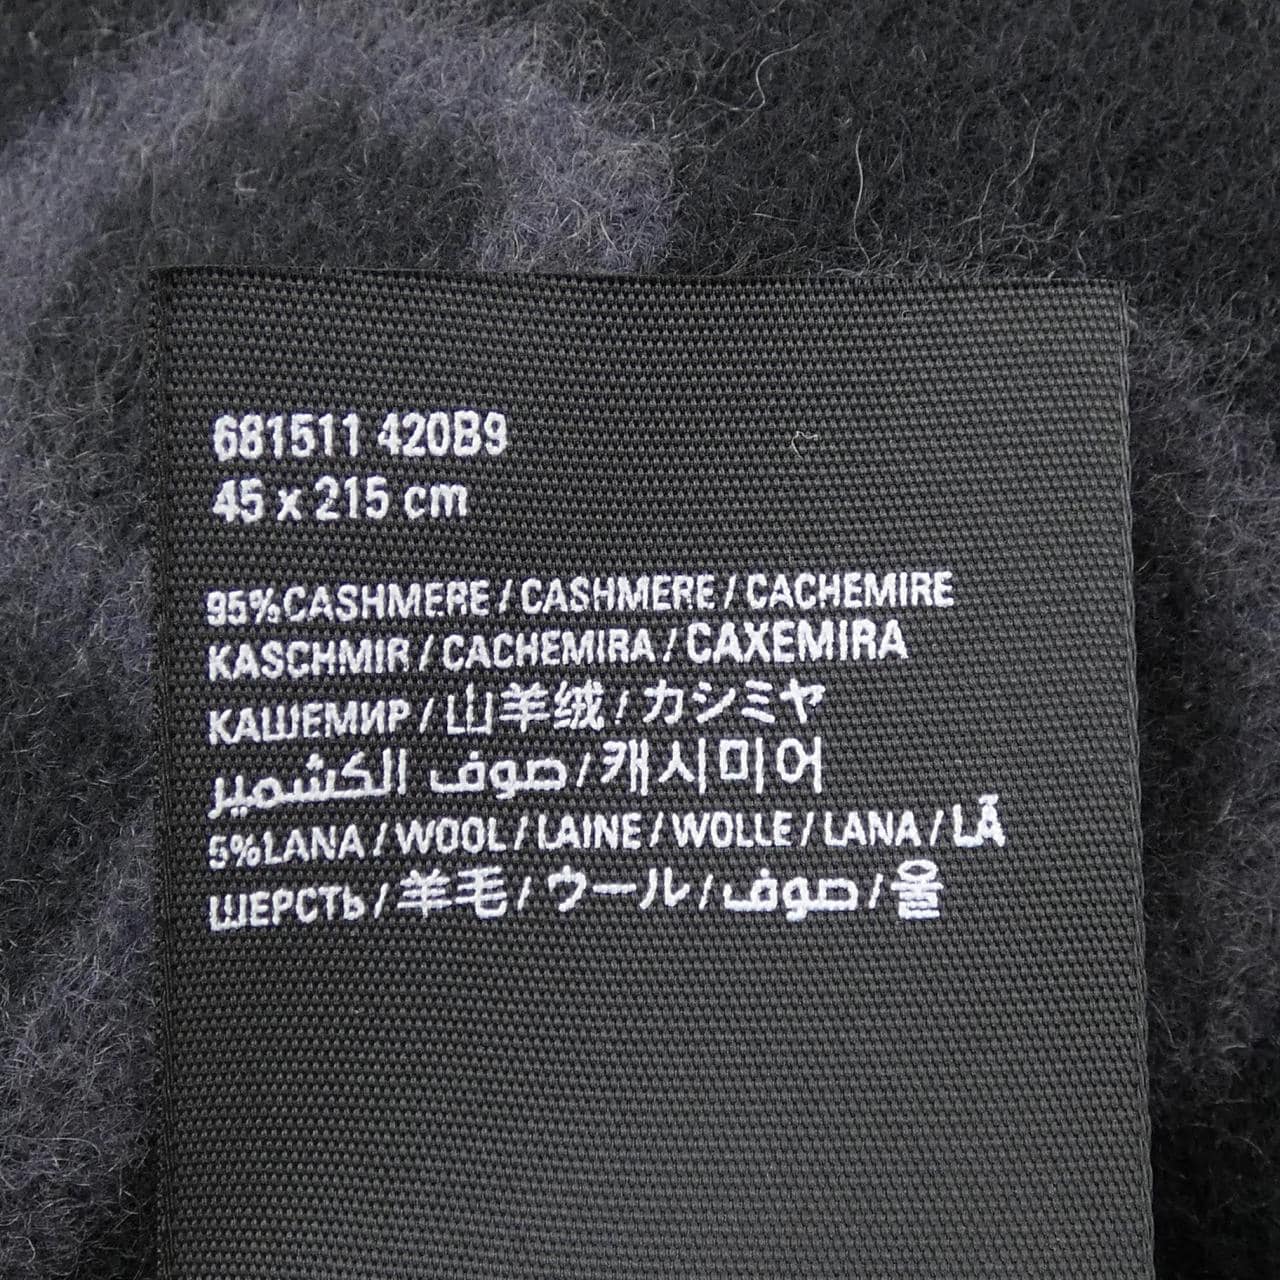 681511 420B9
45 x 215 cm
95%CASHMERE / CASHMERE / CACHEMIRE
KASCHMIR / CACHEMIRA / CAXEMIRA
КАШЕМИР / 山羊绒 / カシミヤ
صوف الكشمير / 캐시미어
5%LANA / WOOL / LAINE / WOLLE / LANA / LÃ
ШЕРСТЬ / 羊毛 / ウール / صوف / 울